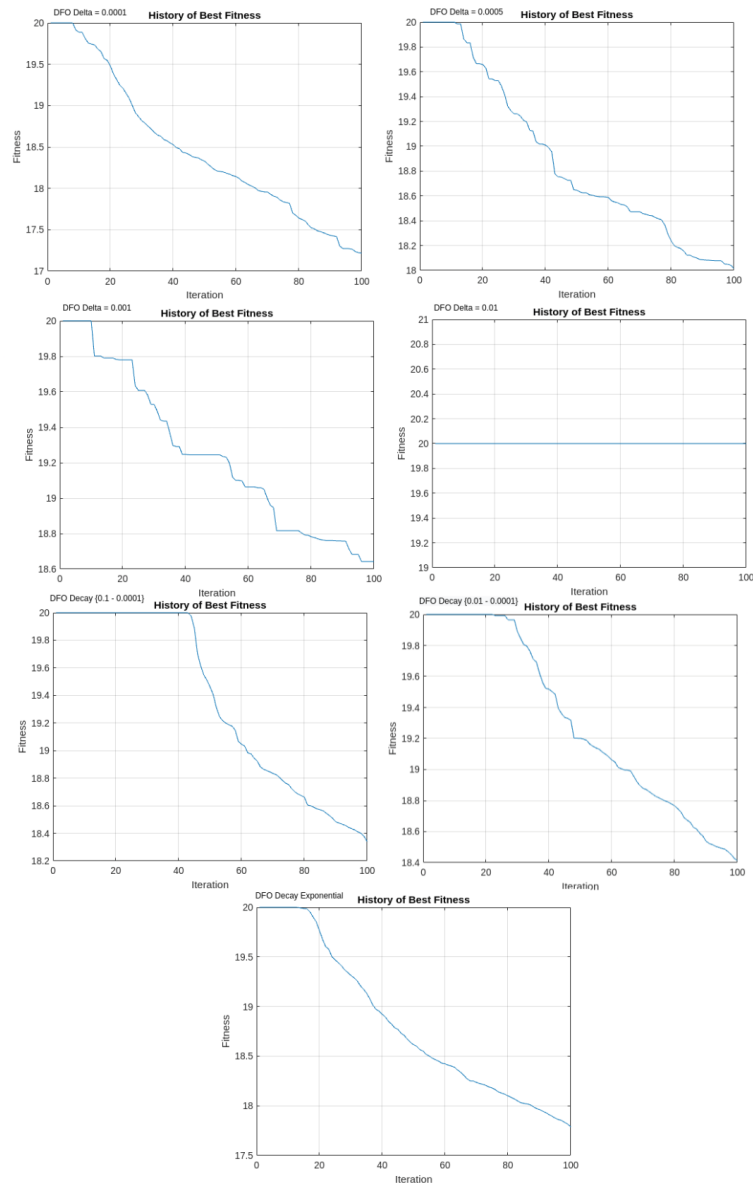 DFO Delta = 0.0001
History of Best Fitness
20
19.5
19
18.5
18
17.5
17
Fitness
0 20 40 60 80 100
Iteration
DFO Delta = 0.0005
History of Best Fitness
20
19.8
19.6
19.4
19.2
19
18.8
18.6
18.4
18.2
18
Fitness
0 20 40 60 80 100
Iteration
DFO Delta = 0.001
History of Best Fitness
20
19.8
19.6
19.4
19.2
19
18.8
18.6
Fitness
0 20 40 60 80 100
Iteration
DFO Delta = 0.01
History of Best Fitness
21
20.8
20.6
20.4
20.2
20
19.8
19.6
19.4
19.2
19
Fitness
0 20 40 60 80 100
Iteration
DFO Decay {0.1 - 0.0001}
History of Best Fitness
20
19.8
19.6
19.4
19.2
19
18.8
18.6
18.4
18.2
Fitness
0 20 40 60 80 100
Iteration
DFO Decay {0.01 - 0.0001}
History of Best Fitness
20
19.8
19.6
19.4
19.2
19
18.8
18.6
18.4
Fitness
0 20 40 60 80 100
Iteration
DFO Decay Exponential
History of Best Fitness
20
19.5
19
18.5
18
17.5
Fitness
0 20 40 60 80 100
Iteration